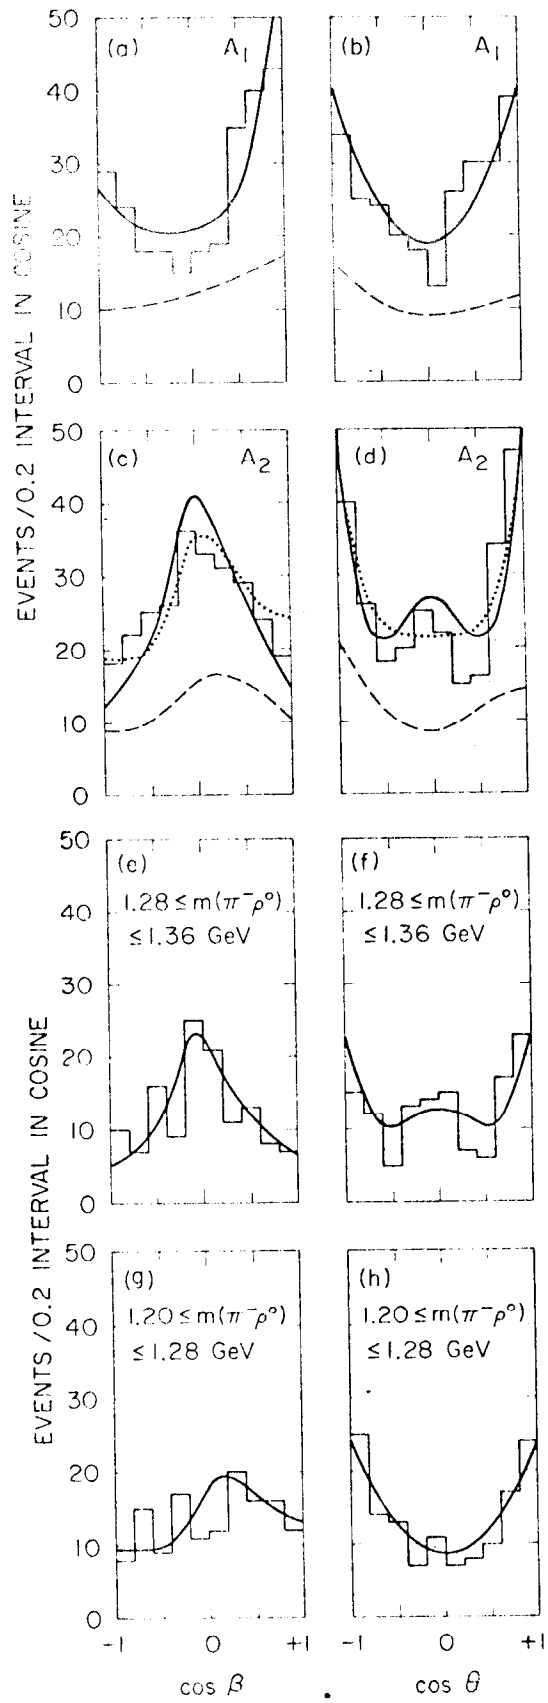 EVENTS/0.2 INTERVAL IN COSINE
50
40
30
20
10
0
(a) A₁
(b) A₁
50
40
30
20
10
0
(c) A₂
(d) A₂
EVENTS/0.2 INTERVAL IN COSINE
50
40
30
20
10
0
(e)
1.28 ≤ m(π⁻ρ⁰)
≤ 1.36 GeV
(f)
1.28 ≤ m(π⁻ρ⁰)
≤ 1.36 GeV
50
40
30
20
10
0
(g)
1.20 ≤ m(π⁻ρ⁰)
≤ 1.28 GeV
(h)
1.20 ≤ m(π⁻ρ⁰)
≤ 1.28 GeV
-1 0 +1
-1 0 +1
cos β
cos θ